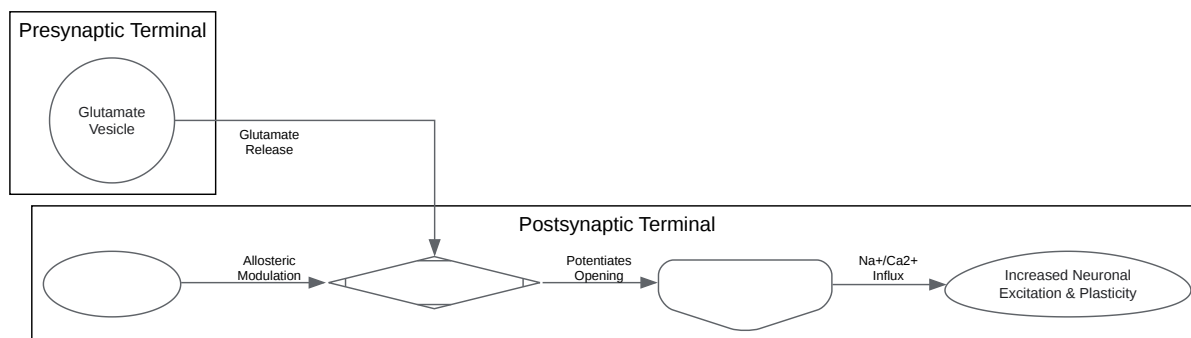 Presynaptic Terminal
Glutamate
Vesicle
Glutamate
Release
Postsynaptic Terminal
Allosteric
Modulation
Potentiates
Opening
Na+/Ca2+
Influx
Increased Neuronal
Excitation & Plasticity